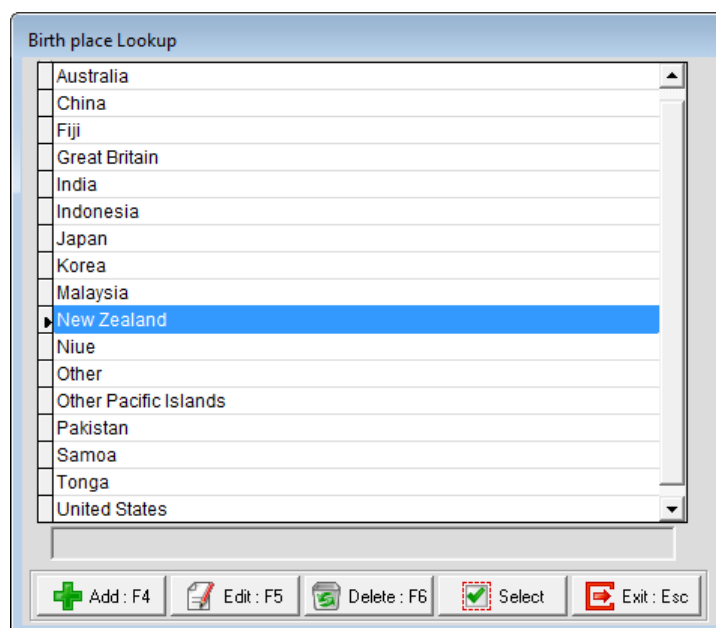 Birth place Lookup
Australia
China
Fiji
Great Britain
India
Indonesia
Japan
Korea
Malaysia
New Zealand
Niue
Other
Other Pacific Islands
Pakistan
Samoa
Tonga
United States
Add : F4 Edit : F5 Delete : F6 Select Exit : Esc